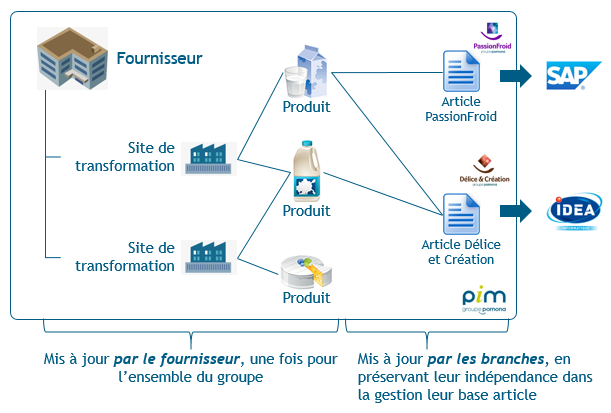 Fournisseur
Site de
transformation
Site de
transformation
Produit
Produit
Produit
PassionFroid
groupe pomona
Article
PassionFroid
SAP
Délice & Création
groupe pomona
Article Délice
et Création
IDEA
INFORMATIQUE
pim
groupe pomona
Mis à jour par le fournisseur, une fois pour
l’ensemble du groupe
Mis à jour par les branches, en
préservant leur indépendance dans
la gestion leur base article